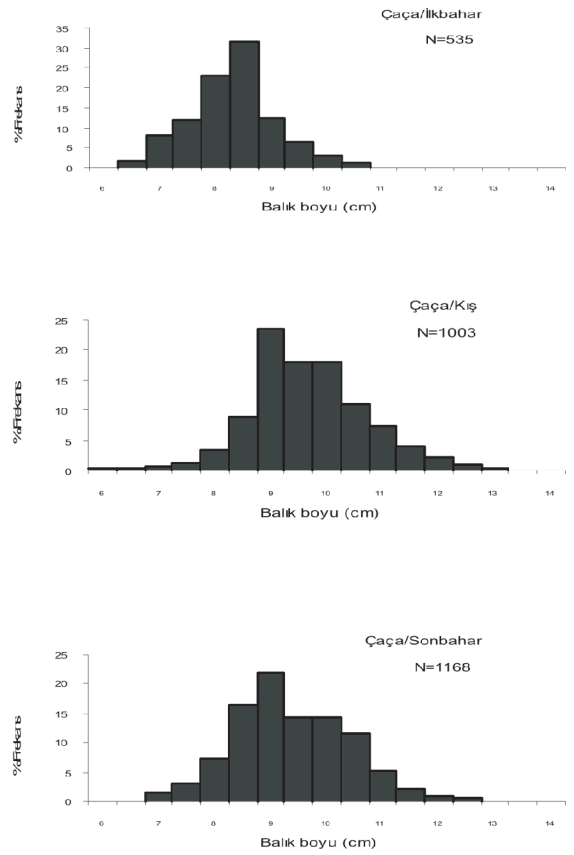 Çaça/İlkbahar
N=535
%Frekans
35
30
25
20
15
10
5
0
6 7 8 9 10 11 12 13 14
Balık boyu (cm)
Çaça/Kış
N=1003
%Frekans
25
20
15
10
5
0
6 7 8 9 10 11 12 13 14
Balık boyu (cm)
Çaça/Sonbahar
N=1168
%Frekans
25
20
15
10
5
0
6 7 8 9 10 11 12 13 14
Balık boyu (cm)